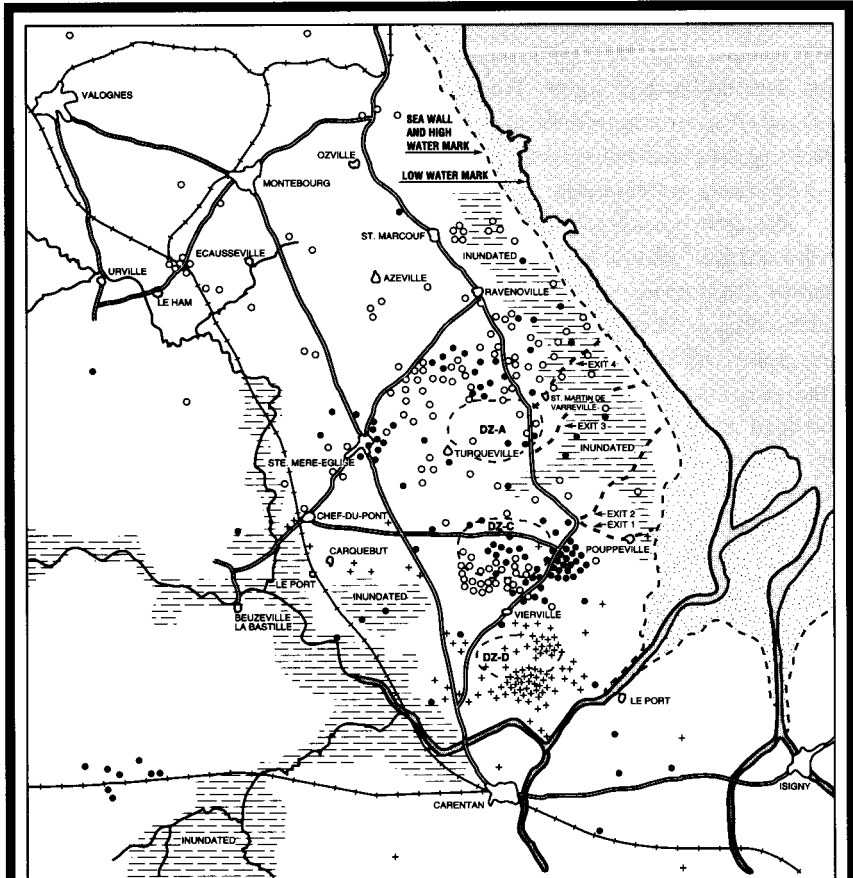 VALOGNES
SEA WALL
AND HIGH
WATER MARK
OZVILLE
LOW WATER MARK
MONTEBOURG
ST. MARCOUF
ECAUSSEVILLE
INUNDATED
URVILLE
AZEVILLE
LE HAM
RAVENOVILLE
EXIT 4
ST. MARTIN DE
VARREVILLE
DZ-A
EXIT 3
TURQUEVILLE
INUNDATED
STE. MERE-EGLISE
CHEF-DU-PONT
EXIT 2
DZ-C
EXIT 1
POUPPEVILLE
CARQUEBUT
LE PORT
INUNDATED
BEUZEVILLE
LA BASTILLE
VIERVILLE
DZ-D
LE PORT
ISIGNY
CARENTAN
INUNDATED